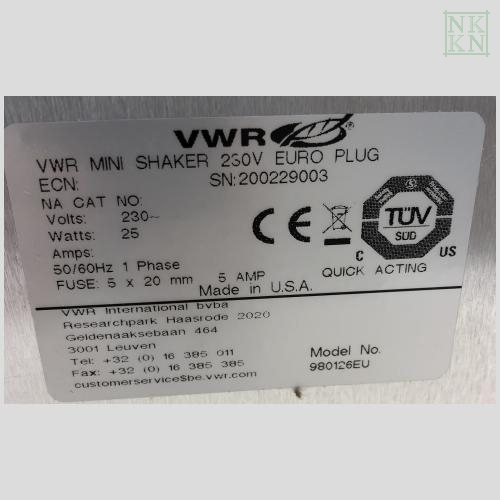 NK
KN
VWR®
VWR MINI SHAKER 230V EURO PLUG
ECN: SN:200229003
NA CAT NO:
Volts: 230~
Watts: 25
Amps:
50/60Hz 1 Phase
FUSE: 5 x 20 mm 5 AMP QUICK ACTING
CE
TÜV
SÜD
C US
Made in U.S.A.
VWR International bvba
Researchpark Haasrode 2020
Geldenaaksebaan 464
3001 Leuven
Tel: +32 (0) 16 385 011
Fax: +32 (0) 16 385 385
customerservice@be.vwr.com
Model No.
980126EU